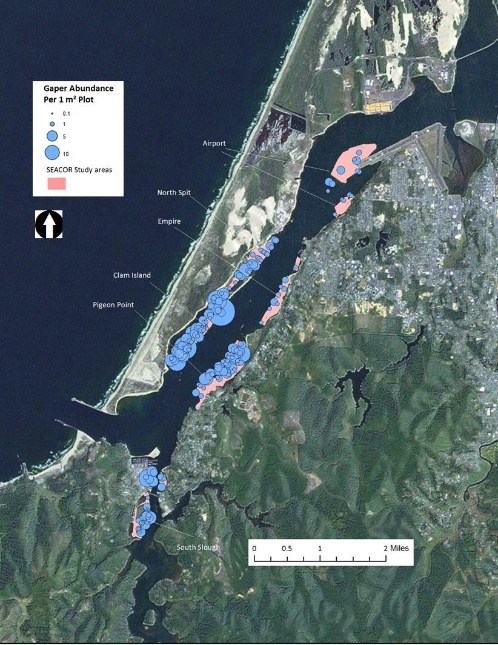 Gaper Abundance
Per 1 m² Plot
0.1
1
5
10
SEACOR Study areas
Airport
North Spit
Empire
Clam Island
Pigeon Point
South Slough
0 0.5 1 2 Miles